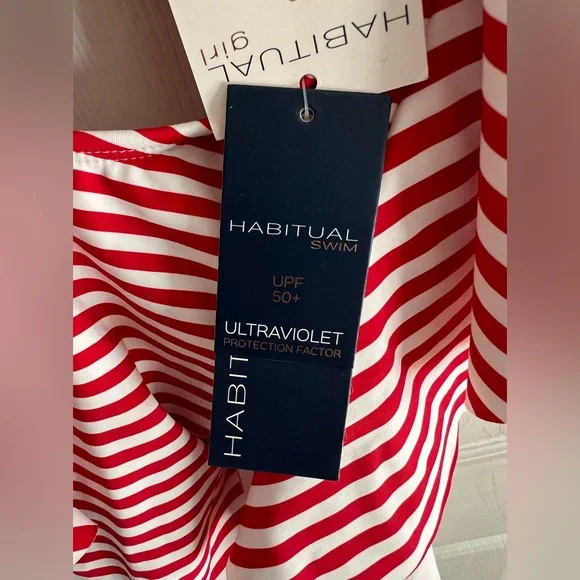 HABITUAL
girl
HABITUAL
SWIM
UPF
50+
ULTRAVIOLET
PROTECTION FACTOR
HABIT